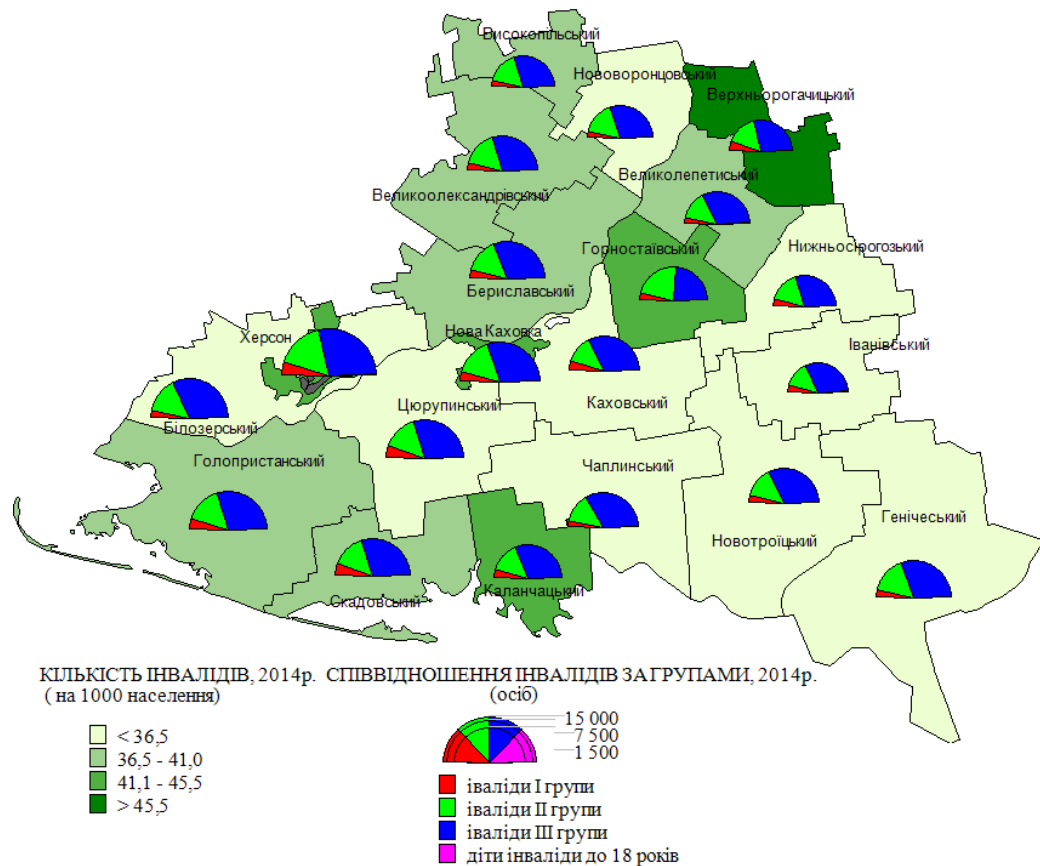 Високопільський
Нововоронцовський
Верхньорогачицький
Великолепетиський
Великоолександрівський
Горностаївський
Нижньосірогозький
Бериславський
Херсон
Нова Каховка
Іванівський
Цюрупинський
Каховський
Білозерський
Голопристанський
Чаплинський
Генічеський
Новотроїцький
Каланчацький
Скадовський
КІЛЬКІСТЬ ІНВАЛІДІВ, 2014р. СПІВВІДНОШЕННЯ ІНВАЛІДІВ ЗА ГРУПАМИ, 2014р.
( на 1000 населення) (осіб)
< 36,5
36,5 - 41,0
41,1 - 45,5
> 45,5
15 000
7 500
1 500
іваліди І групи
іваліди ІІ групи
іваліди ІІІ групи
діти інваліди до 18 років